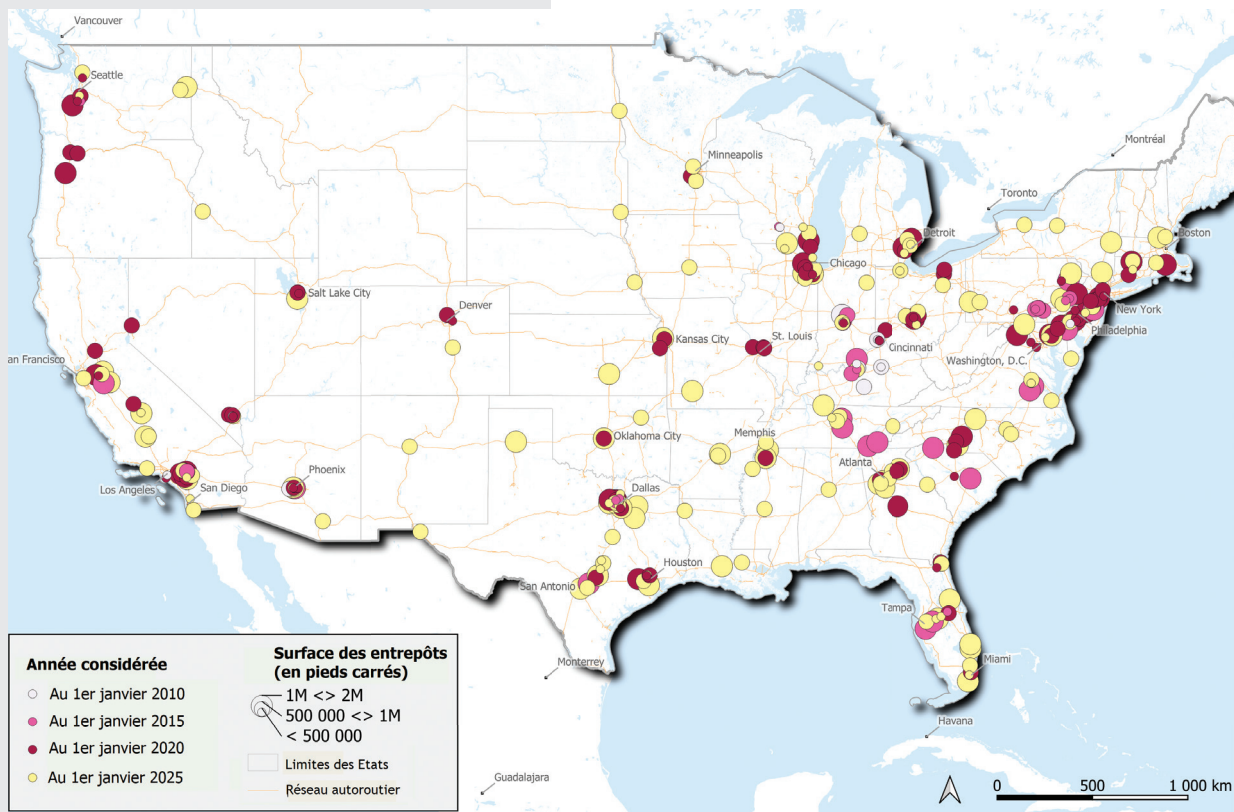 Vancouver
Seattle
Minneapolis
Montréal
Toronto
Boston
Detroit
Chicago
New York
Philadelphia
Salt Lake City
Denver
Kansas City
St. Louis
Cincinnati
Washington, D.C.
an Francisco
Oklahoma City
Memphis
Atlanta
Los Angeles
San Diego
Phoenix
Dallas
San Antonio
Houston
Tampa
Miami
Monterrey
Havana
Guadalajara
Année considérée
Au 1er janvier 2010
Au 1er janvier 2015
Au 1er janvier 2020
Au 1er janvier 2025
Surface des entrepôts
(en pieds carrés)
1M <> 2M
500 000 <> 1M
< 500 000
Limites des Etats
Réseau autoroutier
0 500 1 000 km